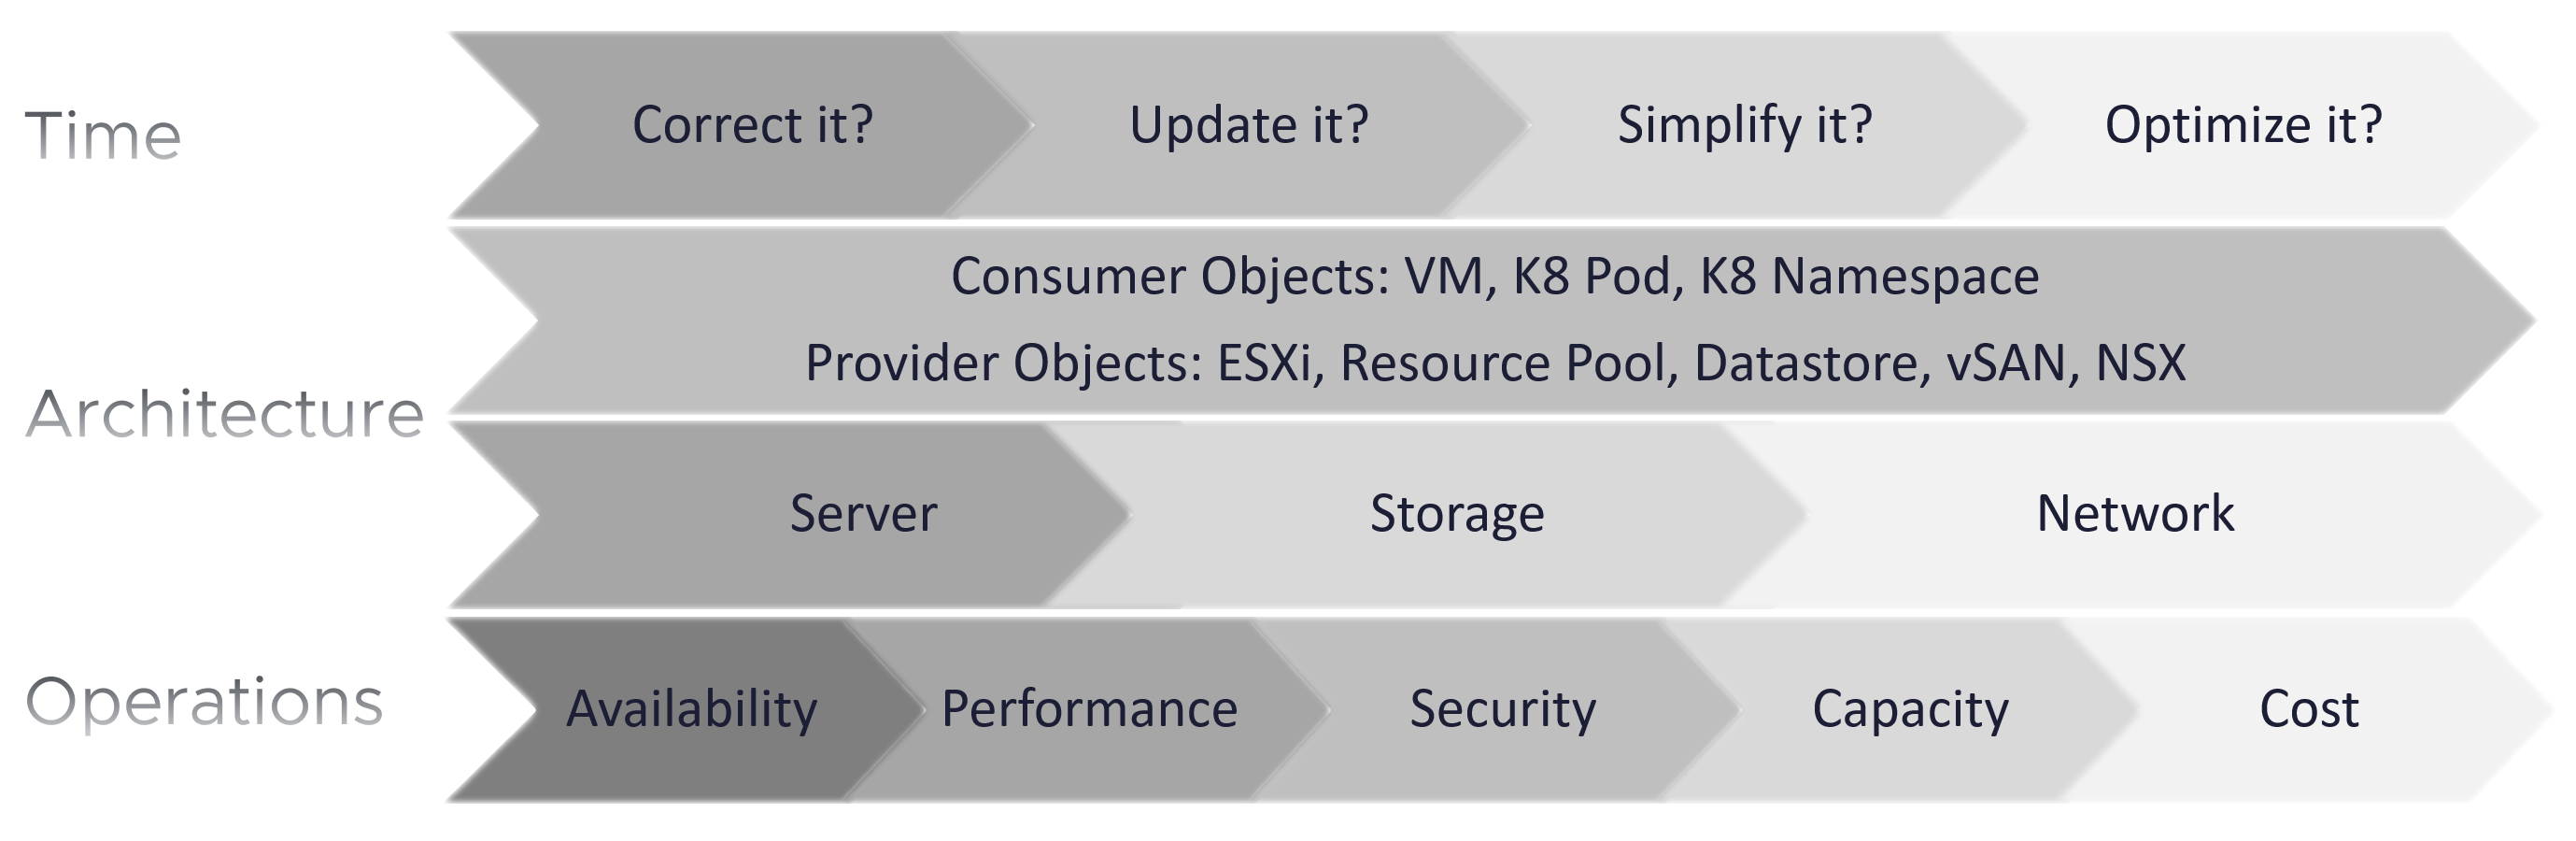 Time
Correct it?
Update it?
Simplify it?
Optimize it?
Architecture
Consumer Objects: VM, K8 Pod, K8 Namespace
Provider Objects: ESXi, Resource Pool, Datastore, vSAN, NSX
Server
Storage
Network
Operations
Availability
Performance
Security
Capacity
Cost